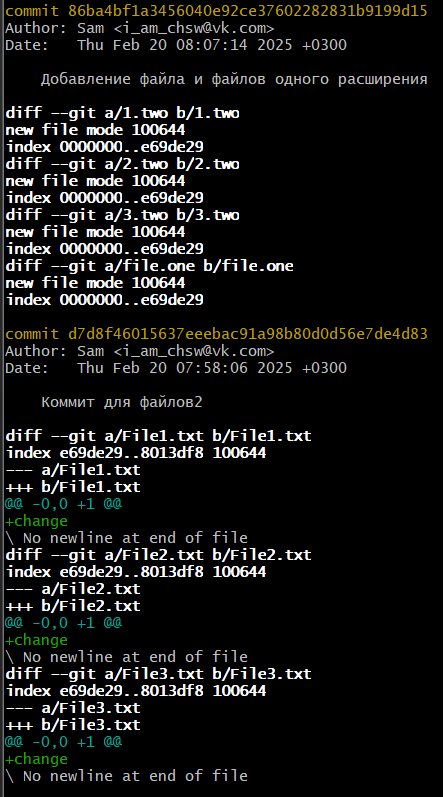 commit 86ba4bf1a3456040e92ce37602282831b9199d15
Author: Sam <i_am_chsw@vk.com>
Date:   Thu Feb 20 08:07:14 2025 +0300
Добавление файла и файлов одного расширения
diff --git a/1.two b/1.two
new file mode 100644
index 0000000..e69de29
diff --git a/2.two b/2.two
new file mode 100644
index 0000000..e69de29
diff --git a/3.two b/3.two
new file mode 100644
index 0000000..e69de29
diff --git a/file.one b/file.one
new file mode 100644
index 0000000..e69de29
commit d7d8f46015637eeebac91a98b80d0d56e7de4d83
Author: Sam <i_am_chsw@vk.com>
Date:   Thu Feb 20 07:58:06 2025 +0300
Коммит для файлов2
diff --git a/File1.txt b/File1.txt
index e69de29..8013df8 100644
--- a/File1.txt
+++ b/File1.txt
@@ -0,0 +1 @@
+change
\ No newline at end of file
diff --git a/File2.txt b/File2.txt
index e69de29..8013df8 100644
--- a/File2.txt
+++ b/File2.txt
@@ -0,0 +1 @@
+change
\ No newline at end of file
diff --git a/File3.txt b/File3.txt
index e69de29..8013df8 100644
--- a/File3.txt
+++ b/File3.txt
@@ -0,0 +1 @@
+change
\ No newline at end of file